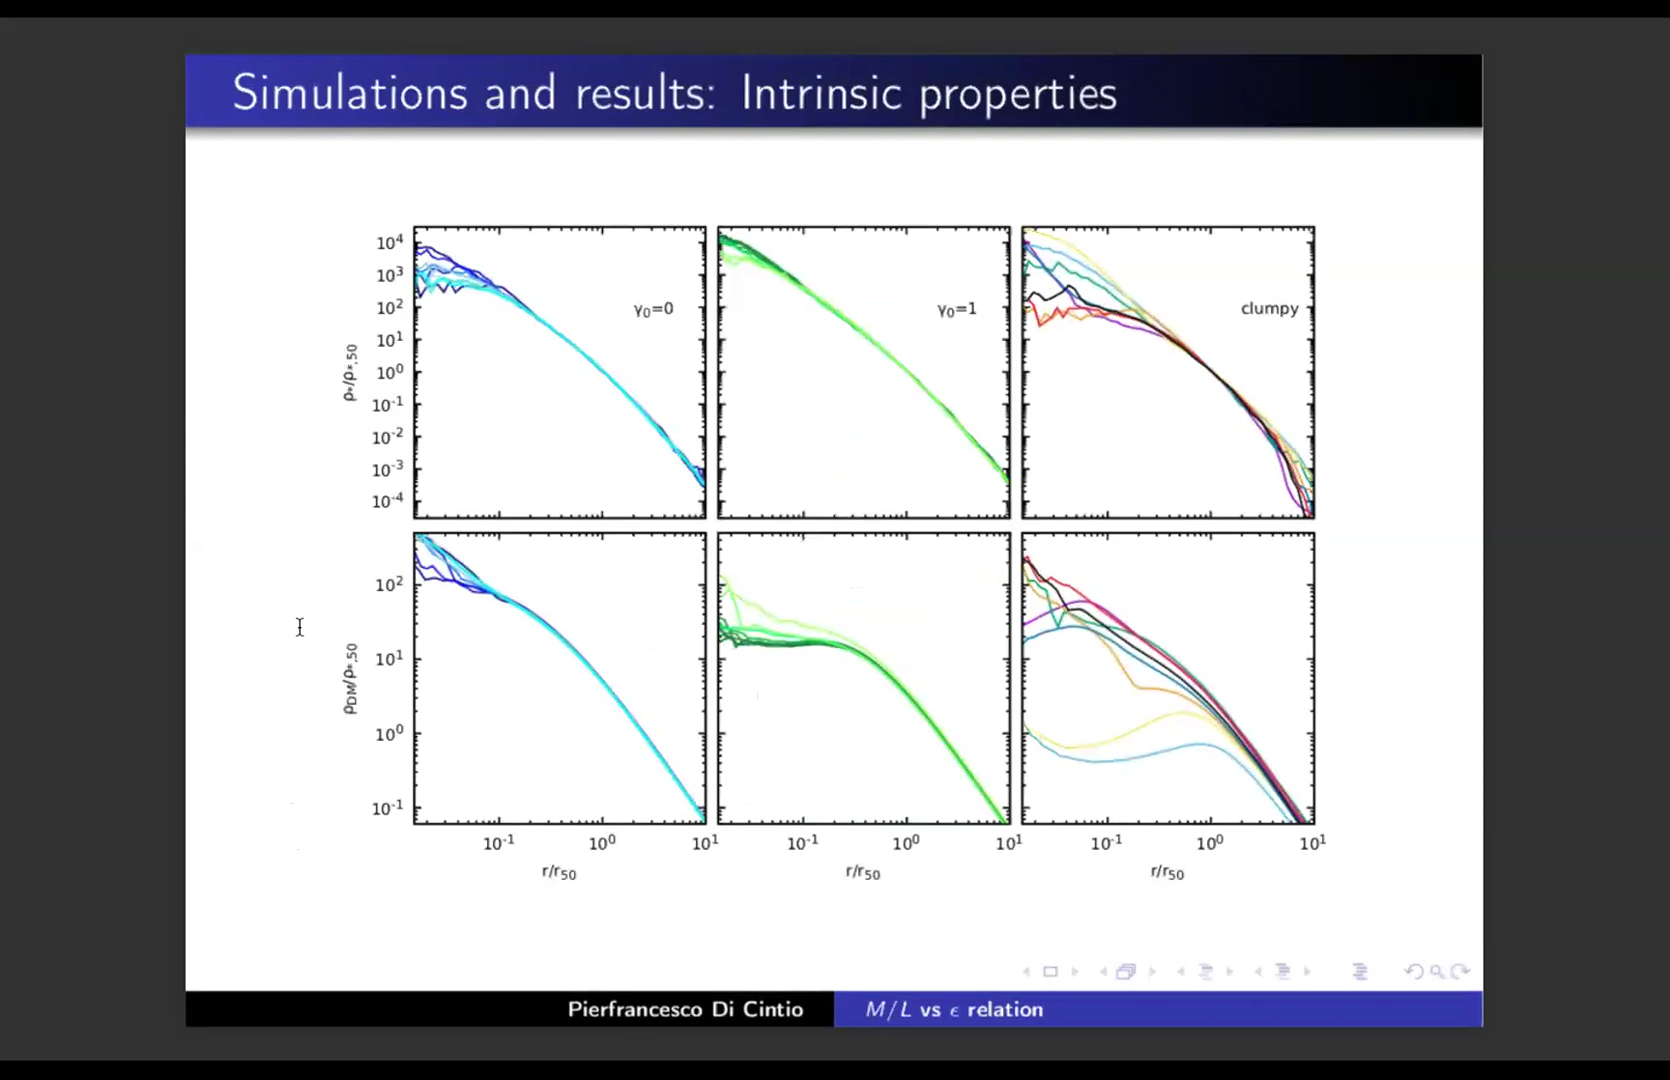 Simulations and results: Intrinsic properties
10⁴
10³
10²
10¹
10⁰
10⁻¹
10⁻²
10⁻³
10⁻⁴
ρ*/ρ*,50
γ₀=0
γ₀=1
clumpy
10²
10¹
10⁰
10⁻¹
ρDM/ρ*,50
10⁻¹ 10⁰ 10¹
10⁻¹ 10⁰ 10¹
10⁻¹ 10⁰ 10¹
r/r₅₀
r/r₅₀
r/r₅₀
Pierfrancesco Di Cintio
M/L vs ϵ relation